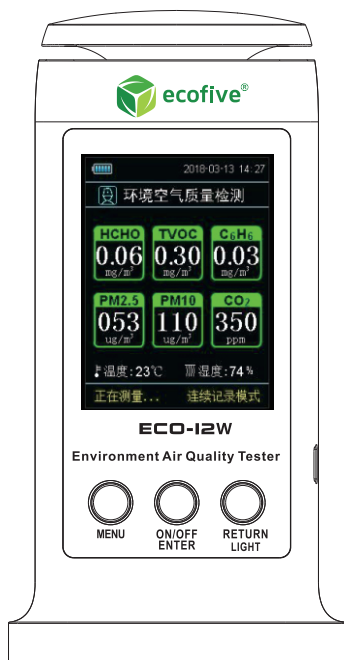 ecofive®
2018-03-13 14:27
环境空气质量检测
HCHO TVOC C₆H₆
0.06 0.30 0.03
mg/m³ mg/m³ mg/m³
PM2.5 PM10 CO₂
053 110 350
ug/m³ ug/m³ ppm
温度:23℃ 湿度:74%
正在测量... 连续记录模式
ECO-12W
Environment Air Quality Tester
MENU ON/OFF RETURN
ENTER LIGHT